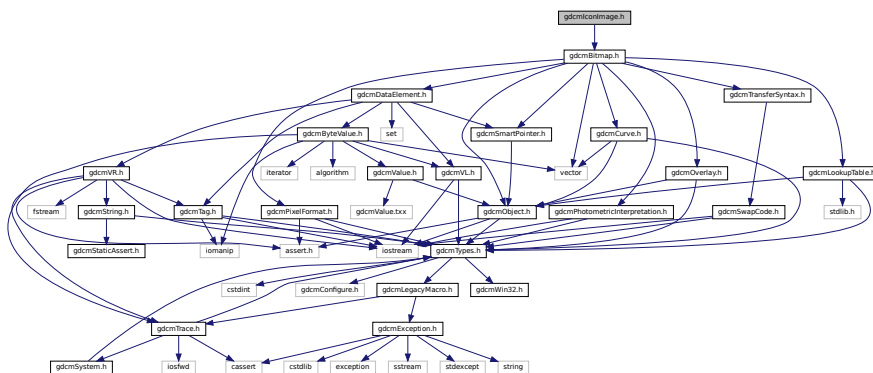 gdcmIconImage.h
gdcmBitmap.h
gdcmDataElement.h
gdcmTransferSyntax.h
gdcmByteValue.h
set
gdcmSmartPointer.h
gdcmCurve.h
gdcmVR.h
iterator
algorithm
gdcmValue.h
gdcmVL.h
vector
gdcmOverlay.h
gdcmLookupTable.h
fstream
gdcmString.h
gdcmTag.h
gdcmPixelFormat.h
gdcmValue.txx
gdcmObject.h
gdcmPhotometricInterpretation.h
gdcmSwapCode.h
stdlib.h
gdcmStaticAssert.h
iomanip
assert.h
iostream
gdcmTypes.h
cstdint
gdcmConfigure.h
gdcmLegacyMacro.h
gdcmWin32.h
gdcmTrace.h
gdcmException.h
gdcmSystem.h
iosfwd
cassert
cstdlib
exception
sstream
stdexcept
string